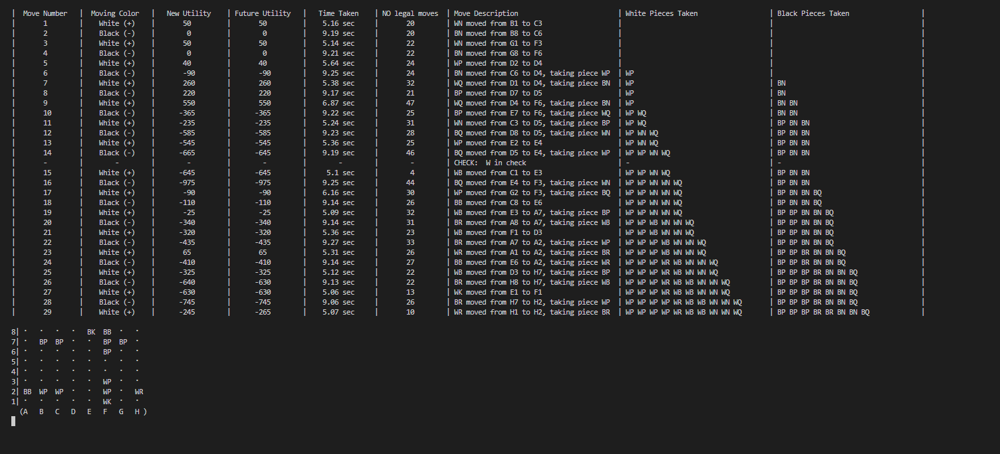 | Move Number | Moving Color | New Utility | Future Utility | Time Taken | NO legal moves | Move Description | White Pieces Taken | Black Pieces Taken |
| 1 | White (+) | 50 | 50 | 5.16 sec | 20 | WN moved from B1 to C3 | | |
| 2 | Black (-) | 0 | 0 | 9.19 sec | 20 | BN moved from B8 to C6 | | |
| 3 | White (+) | 50 | 50 | 5.14 sec | 22 | WN moved from G1 to F3 | | |
| 4 | Black (-) | 0 | 0 | 9.21 sec | 22 | BN moved from G8 to F6 | | |
| 5 | White (+) | 40 | 40 | 5.64 sec | 24 | WP moved from D2 to D4 | | |
| 6 | Black (-) | -90 | -90 | 9.25 sec | 24 | BN moved from C6 to D4, taking piece WP | WP | |
| 7 | White (+) | 260 | 260 | 5.38 sec | 32 | WQ moved from D1 to D4, taking piece BN | WP | BN |
| 8 | Black (-) | 220 | 220 | 9.17 sec | 21 | BP moved from D7 to D5 | WP | BN |
| 9 | White (+) | 550 | 550 | 6.87 sec | 47 | WQ moved from D4 to F6, taking piece BN | WP | BN BN |
| 10 | Black (-) | -365 | -365 | 9.22 sec | 25 | BP moved from E7 to F6, taking piece WQ | WP WQ | BN BN |
| 11 | White (+) | -235 | -235 | 5.24 sec | 31 | WN moved from C3 to D5, taking piece BP | WP WQ | BP BN BN |
| 12 | Black (-) | -585 | -585 | 9.23 sec | 28 | BQ moved from D8 to D5, taking piece WN | WP WN WQ | BP BN BN |
| 13 | White (+) | -545 | -545 | 5.36 sec | 25 | WP moved from E2 to E4 | WP WN WQ | BP BN BN |
| 14 | Black (-) | -665 | -645 | 9.19 sec | 46 | BQ moved from D5 to E4, taking piece WP | WP WP WN WQ | BP BN BN |
| - | - | - | - | - | - | CHECK: W in check | - | - |
| 15 | White (+) | -645 | -645 | 5.1 sec | 4 | WB moved from C1 to E3 | WP WP WN WQ | BP BN BN |
| 16 | Black (-) | -975 | -975 | 9.25 sec | 44 | BQ moved from E4 to F3, taking piece WN | WP WP WN WN WQ | BP BN BN |
| 17 | White (+) | -90 | -90 | 6.16 sec | 30 | WP moved from G2 to F3, taking piece BQ | WP WP WN WN WQ | BP BN BN BQ |
| 18 | Black (-) | -110 | -110 | 9.14 sec | 26 | BB moved from C8 to E6 | WP WP WN WN WQ | BP BN BN BQ |
| 19 | White (+) | -25 | -25 | 5.09 sec | 32 | WB moved from E3 to A7, taking piece BP | WP WP WN WN WQ | BP BP BN BN BQ |
| 20 | Black (-) | -340 | -340 | 9.14 sec | 31 | BR moved from A8 to A7, taking piece WB | WP WP WB WN WN WQ | BP BP BN BN BQ |
| 21 | White (+) | -320 | -320 | 5.36 sec | 23 | WB moved from F1 to D3 | WP WP WB WN WN WQ | BP BP BN BN BQ |
| 22 | Black (-) | -435 | -435 | 9.27 sec | 33 | BR moved from A7 to A2, taking piece WP | WP WP WP WB WN WN WQ | BP BP BN BN BQ |
| 23 | White (+) | 65 | 65 | 5.31 sec | 26 | WR moved from A1 to A2, taking piece BR | WP WP WP WB WN WN WQ | BP BP BR BN BN BQ |
| 24 | Black (-) | -410 | -410 | 9.14 sec | 27 | BB moved from E6 to A2, taking piece WR | WP WP WP WR WB WN WN WQ | BP BP BR BN BN BQ |
| 25 | White (+) | -325 | -325 | 5.12 sec | 22 | WB moved from D3 to H7, taking piece BP | WP WP WP WR WB WN WN WQ | BP BP BP BR BN BN BQ |
| 26 | Black (-) | -640 | -640 | 9.13 sec | 22 | BR moved from H8 to H7, taking piece WB | WP WP WP WR WB WB WN WN WQ | BP BP BP BR BN BN BQ |
| 27 | White (+) | -630 | -630 | 5.06 sec | 13 | WK moved from E1 to F1 | WP WP WP WR WB WB WN WN WQ | BP BP BP BR BN BN BQ |
| 28 | Black (-) | -745 | -745 | 9.06 sec | 26 | BR moved from H7 to H2, taking piece WP | WP WP WP WP WR WB WB WN WN WQ | BP BP BP BR BN BN BQ |
| 29 | White (+) | -245 | -265 | 5.07 sec | 10 | WR moved from H1 to H2, taking piece BR | WP WP WP WP WR WB WB WN WN WQ | BP BP BP BR BR BN BN BQ |
8| · · · · BK BB · ·
7| · BP BP · · BP BP ·
6| · · · · · BP · ·
5| · · · · · · · ·
4| · · · · · · · ·
3| · · · · · WP · ·
2| BB WP WP · · WP · WR
1| · · · · · WK · ·
(A B C D E F G H )